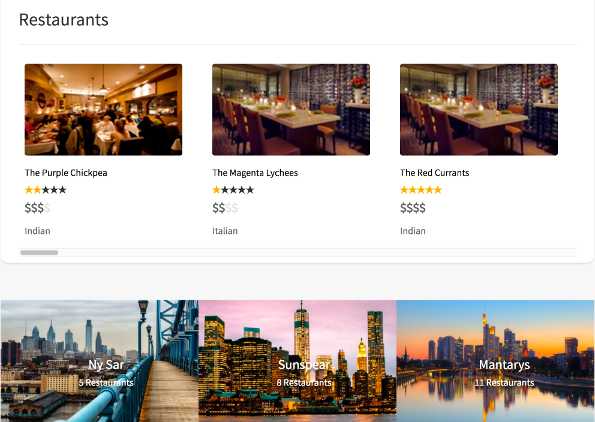 Restaurants
The Purple Chickpea
★★★★★
$$$$
Indian
The Magenta Lychees
★★★★★
$$$$
Italian
The Red Currants
★★★★★
$$$$
Indian
Ny Sar
5 Restaurants
Sunspear
8 Restaurants
Mantarys
11 Restaurants